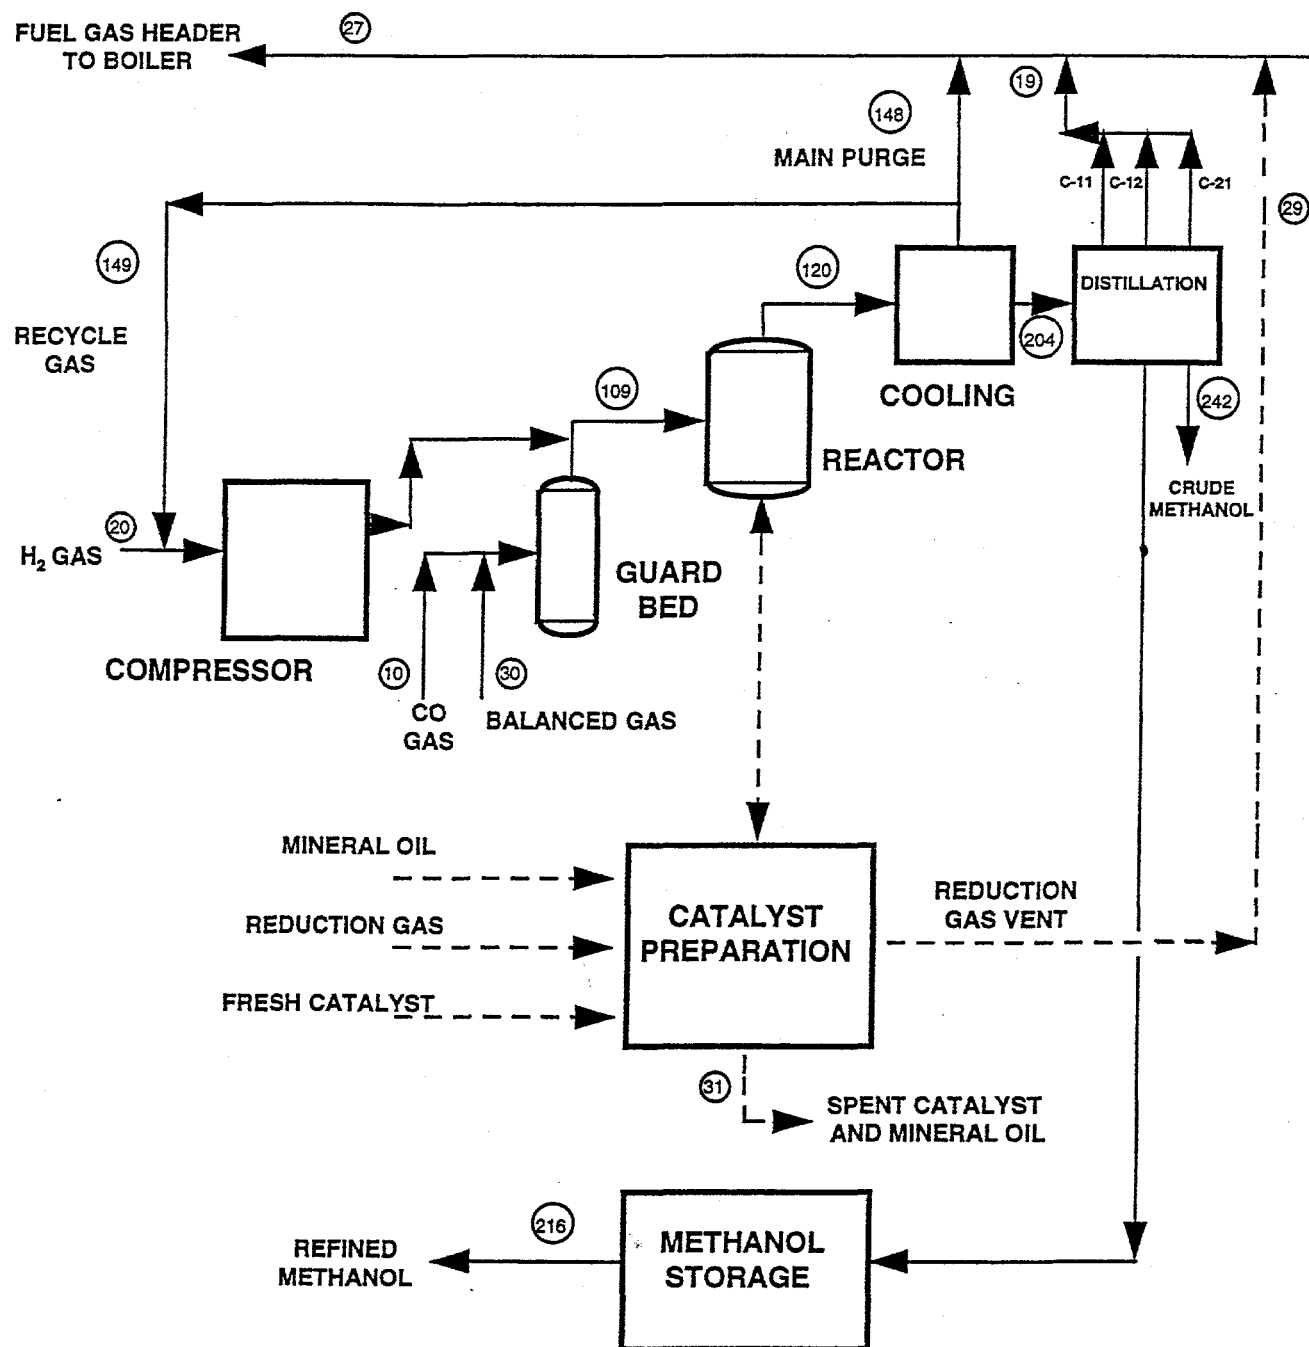 27
FUEL GAS HEADER
TO BOILER
19
148
MAIN PURGE
C-11
C-12
C-21
29
149
120
DISTILLATION
204
RECYCLE
GAS
COOLING
109
242
REACTOR
CRUDE
METHANOL
20
H₂ GAS
GUARD
BED
COMPRESSOR
10
30
CO
GAS
BALANCED GAS
MINERAL OIL
REDUCTION GAS
FRESH CATALYST
CATALYST
PREPARATION
REDUCTION
GAS VENT
31
SPENT CATALYST
AND MINERAL OIL
216
REFINED
METHANOL
METHANOL
STORAGE